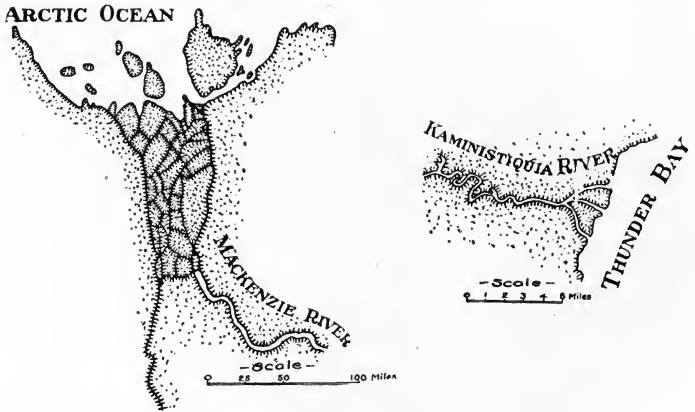 ARCTIC OCEAN
MACKENZIE RIVER
-Scale-
0 25 50 100 Miles
KAMINISTIQUIA RIVER
THUNDER BAY
-Scale-
0 1 2 3 4 5 Miles